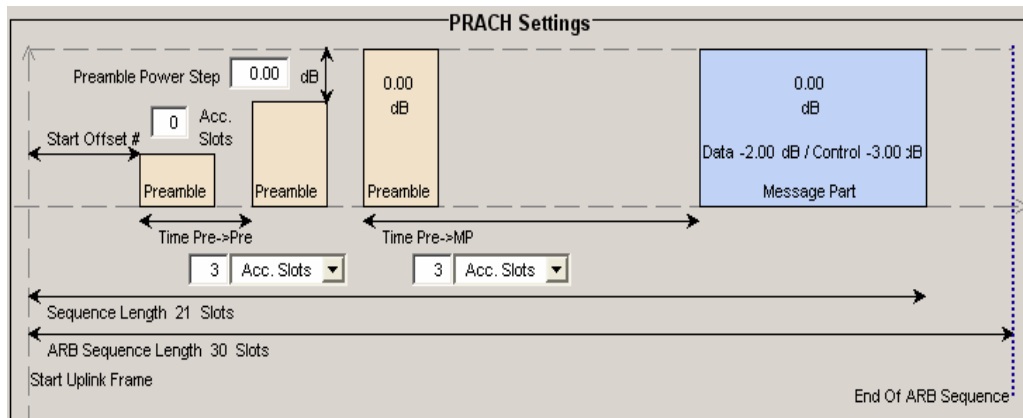 PRACH Settings
Preamble Power Step 0.00 dB
0.00
dB
0.00
dB
0 Acc.
Slots
Start Offset #
Data -2.00 dB / Control -3.00 dB
Preamble Preamble Preamble Message Part
Time Pre->Pre Time Pre->MP
3 Acc. Slots 3 Acc. Slots
Sequence Length 21 Slots
ARB Sequence Length 30 Slots
Start Uplink Frame
End Of ARB Sequence